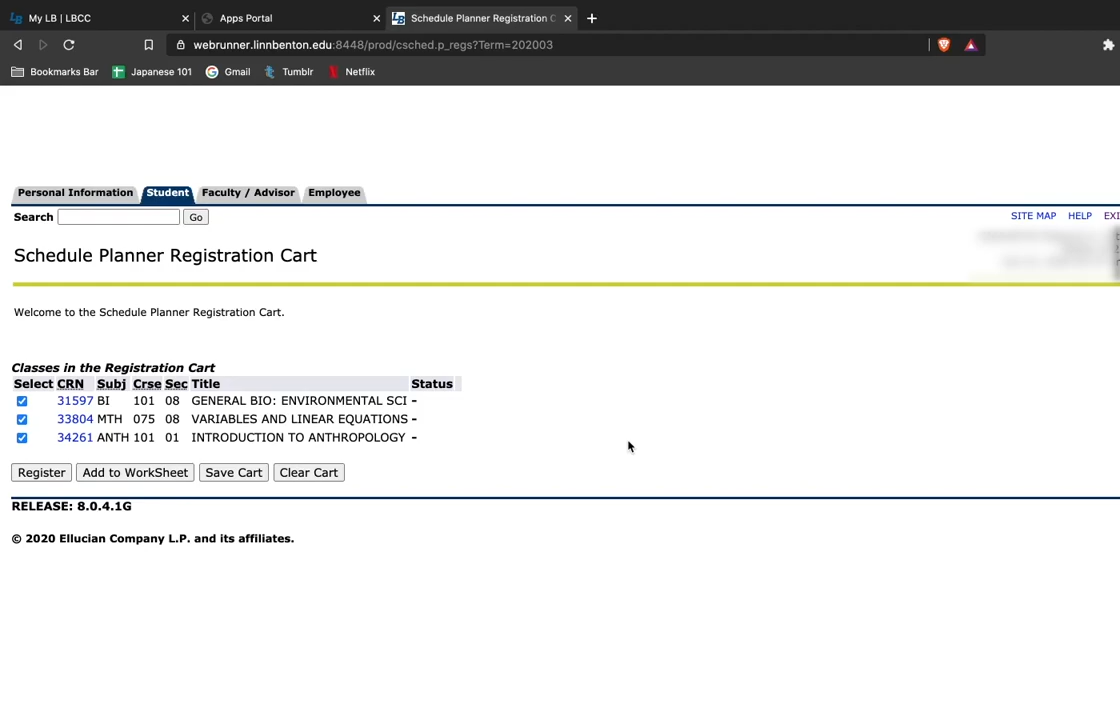 My LB | LBCC
Apps Portal
Schedule Planner Registration C
webrunner.linnbenton.edu:8448/prod/csched.p_regs?Term=202003
Bookmarks Bar Japanese 101 Gmail Tumblr Netflix
Personal Information Student Faculty / Advisor Employee
Search Go
SITE MAP HELP EXI
Schedule Planner Registration Cart
Welcome to the Schedule Planner Registration Cart.
Classes in the Registration Cart
Select CRN Subj Crse Sec Title Status
31597 BI 101 08 GENERAL BIO: ENVIRONMENTAL SCI -
33804 MTH 075 08 VARIABLES AND LINEAR EQUATIONS -
34261 ANTH 101 01 INTRODUCTION TO ANTHROPOLOGY -
Register Add to WorkSheet Save Cart Clear Cart
RELEASE: 8.0.4.1G
© 2020 Ellucian Company L.P. and its affiliates.